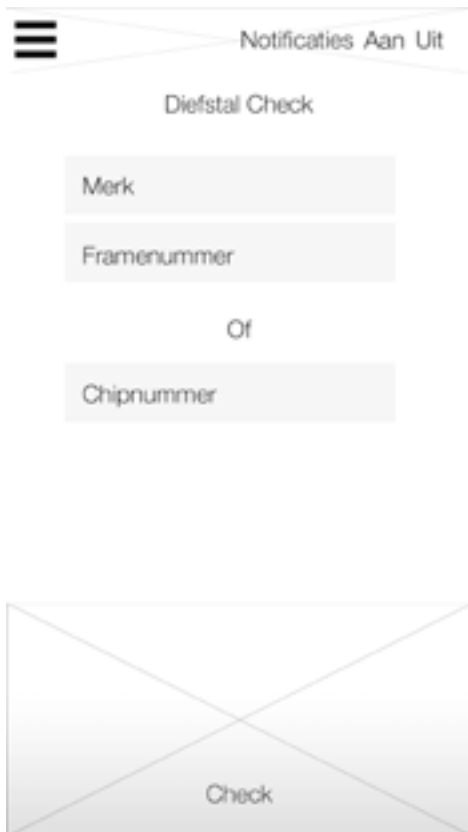 Notificaties Aan Uit
Diefstal Check
Merk
Framenummer
Of
Chipnummer
Check